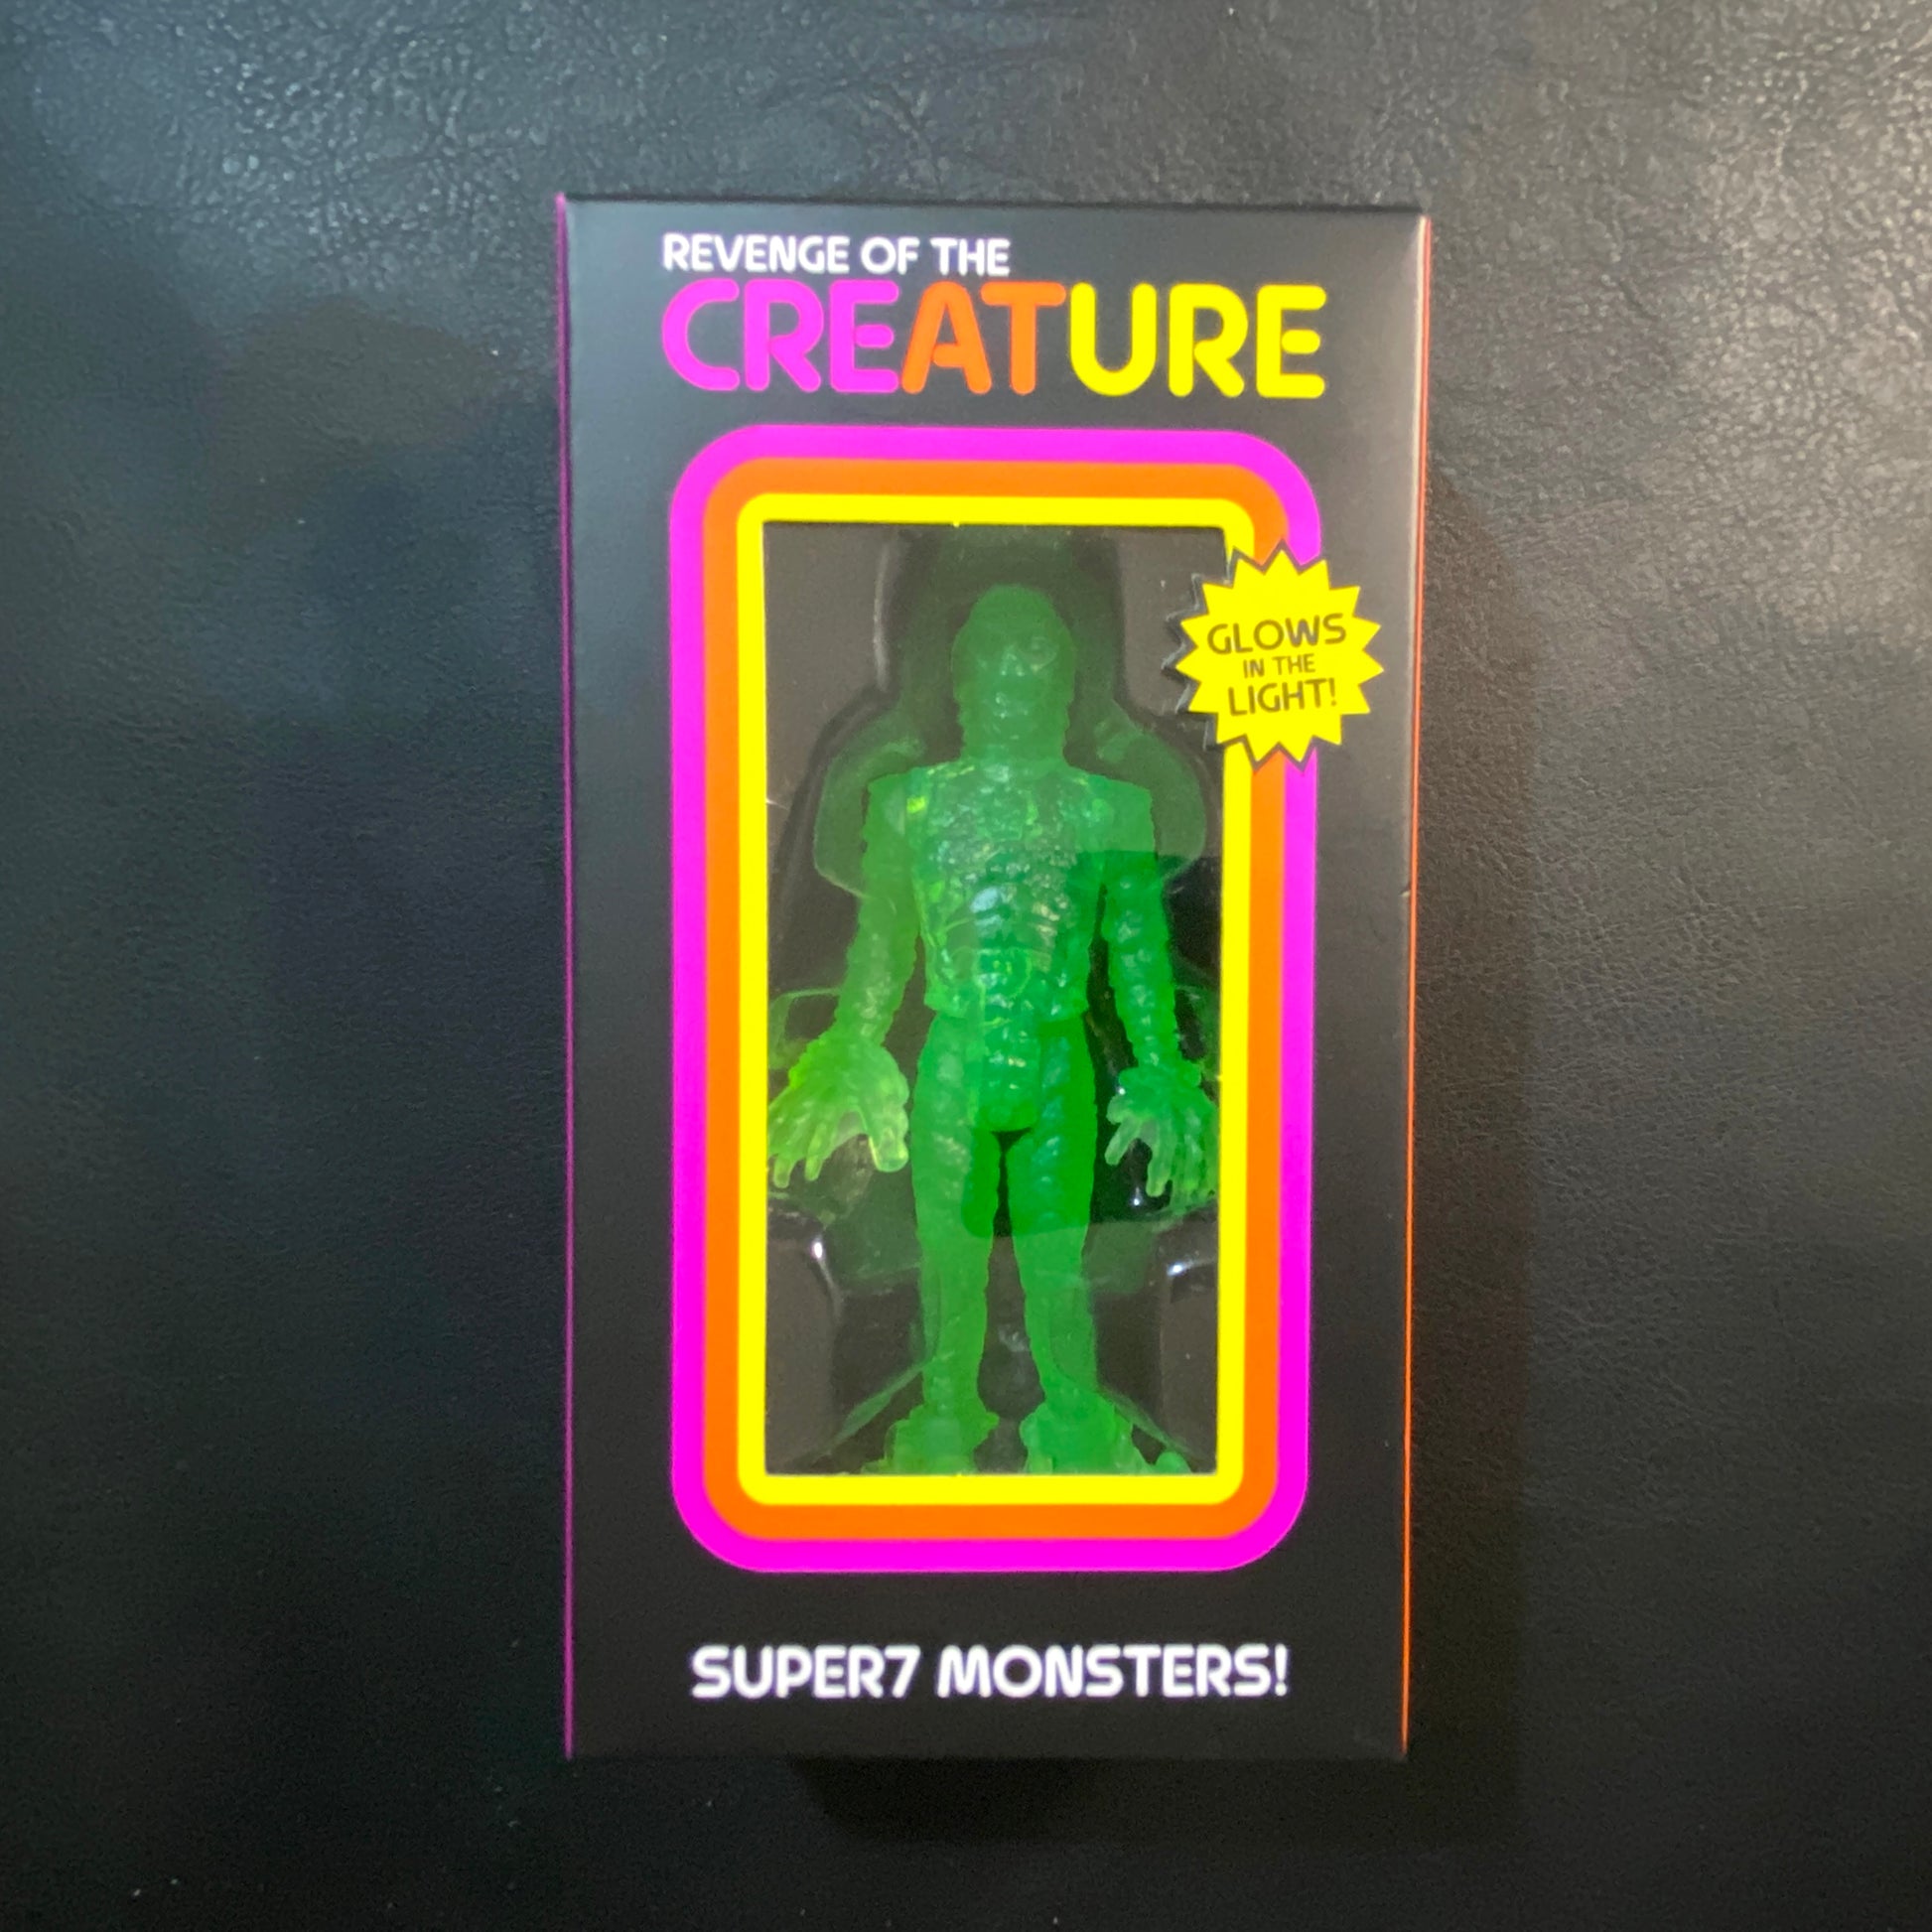 REVENGE OF THE
CREATURE
GLOWS
IN THE
LIGHT!
SUPER7 MONSTERS!